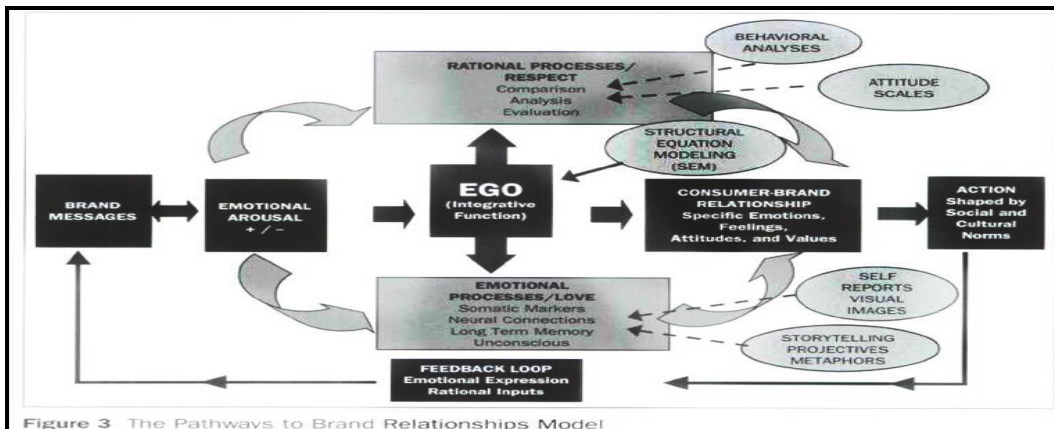 BEHAVIORAL
ANALYSES
RATIONAL PROCESSES/
RESPECT
Comparison
Analysis
Evaluation
ATTITUDE
SCALES
STRUCTURAL
EQUATION
MODELING
(SEM)
BRAND
MESSAGES
EMOTIONAL
AROUSAL
+ / -
EGO
(Integrative
Function)
CONSUMER-BRAND
RELATIONSHIP
Specific Emotions,
Feelings,
Attitudes, and Values
ACTION
Shaped by
Social and
Cultural
Norms
EMOTIONAL
PROCESSES/LOVE
Somatic Markers
Neural Connections
Long Term Memory
Unconscious
SELF
REPORTS
VISUAL
IMAGES
STORYTELLING
PROJECTIVES
METAPHORS
FEEDBACK LOOP
Emotional Expression
Rational Inputs
Figure 3 The Pathways to Brand Relationships Model